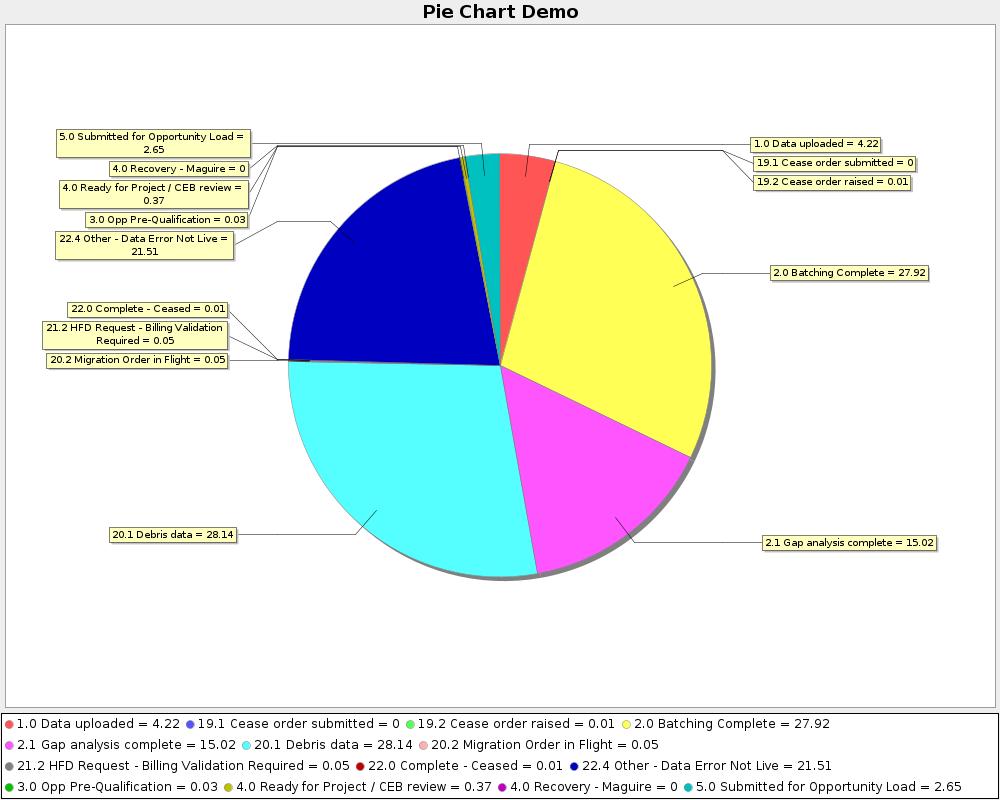 Pie Chart Demo
5.0 Submitted for Opportunity Load =
2.65
4.0 Recovery - Maguire = 0
4.0 Ready for Project / CEB review =
0.37
3.0 Opp Pre-Qualification = 0.03
22.4 Other - Data Error Not Live =
21.51
22.0 Complete - Ceased = 0.01
21.2 HFD Request - Billing Validation
Required = 0.05
20.2 Migration Order in Flight = 0.05
20.1 Debris data = 28.14
1.0 Data uploaded = 4.22
19.1 Cease order submitted = 0
19.2 Cease order raised = 0.01
2.0 Batching Complete = 27.92
2.1 Gap analysis complete = 15.02
1.0 Data uploaded = 4.22 19.1 Cease order submitted = 0 19.2 Cease order raised = 0.01 2.0 Batching Complete = 27.92
2.1 Gap analysis complete = 15.02 20.1 Debris data = 28.14 20.2 Migration Order in Flight = 0.05
21.2 HFD Request - Billing Validation Required = 0.05 22.0 Complete - Ceased = 0.01 22.4 Other - Data Error Not Live = 21.51
3.0 Opp Pre-Qualification = 0.03 4.0 Ready for Project / CEB review = 0.37 4.0 Recovery - Maguire = 0 5.0 Submitted for Opportunity Load = 2.65